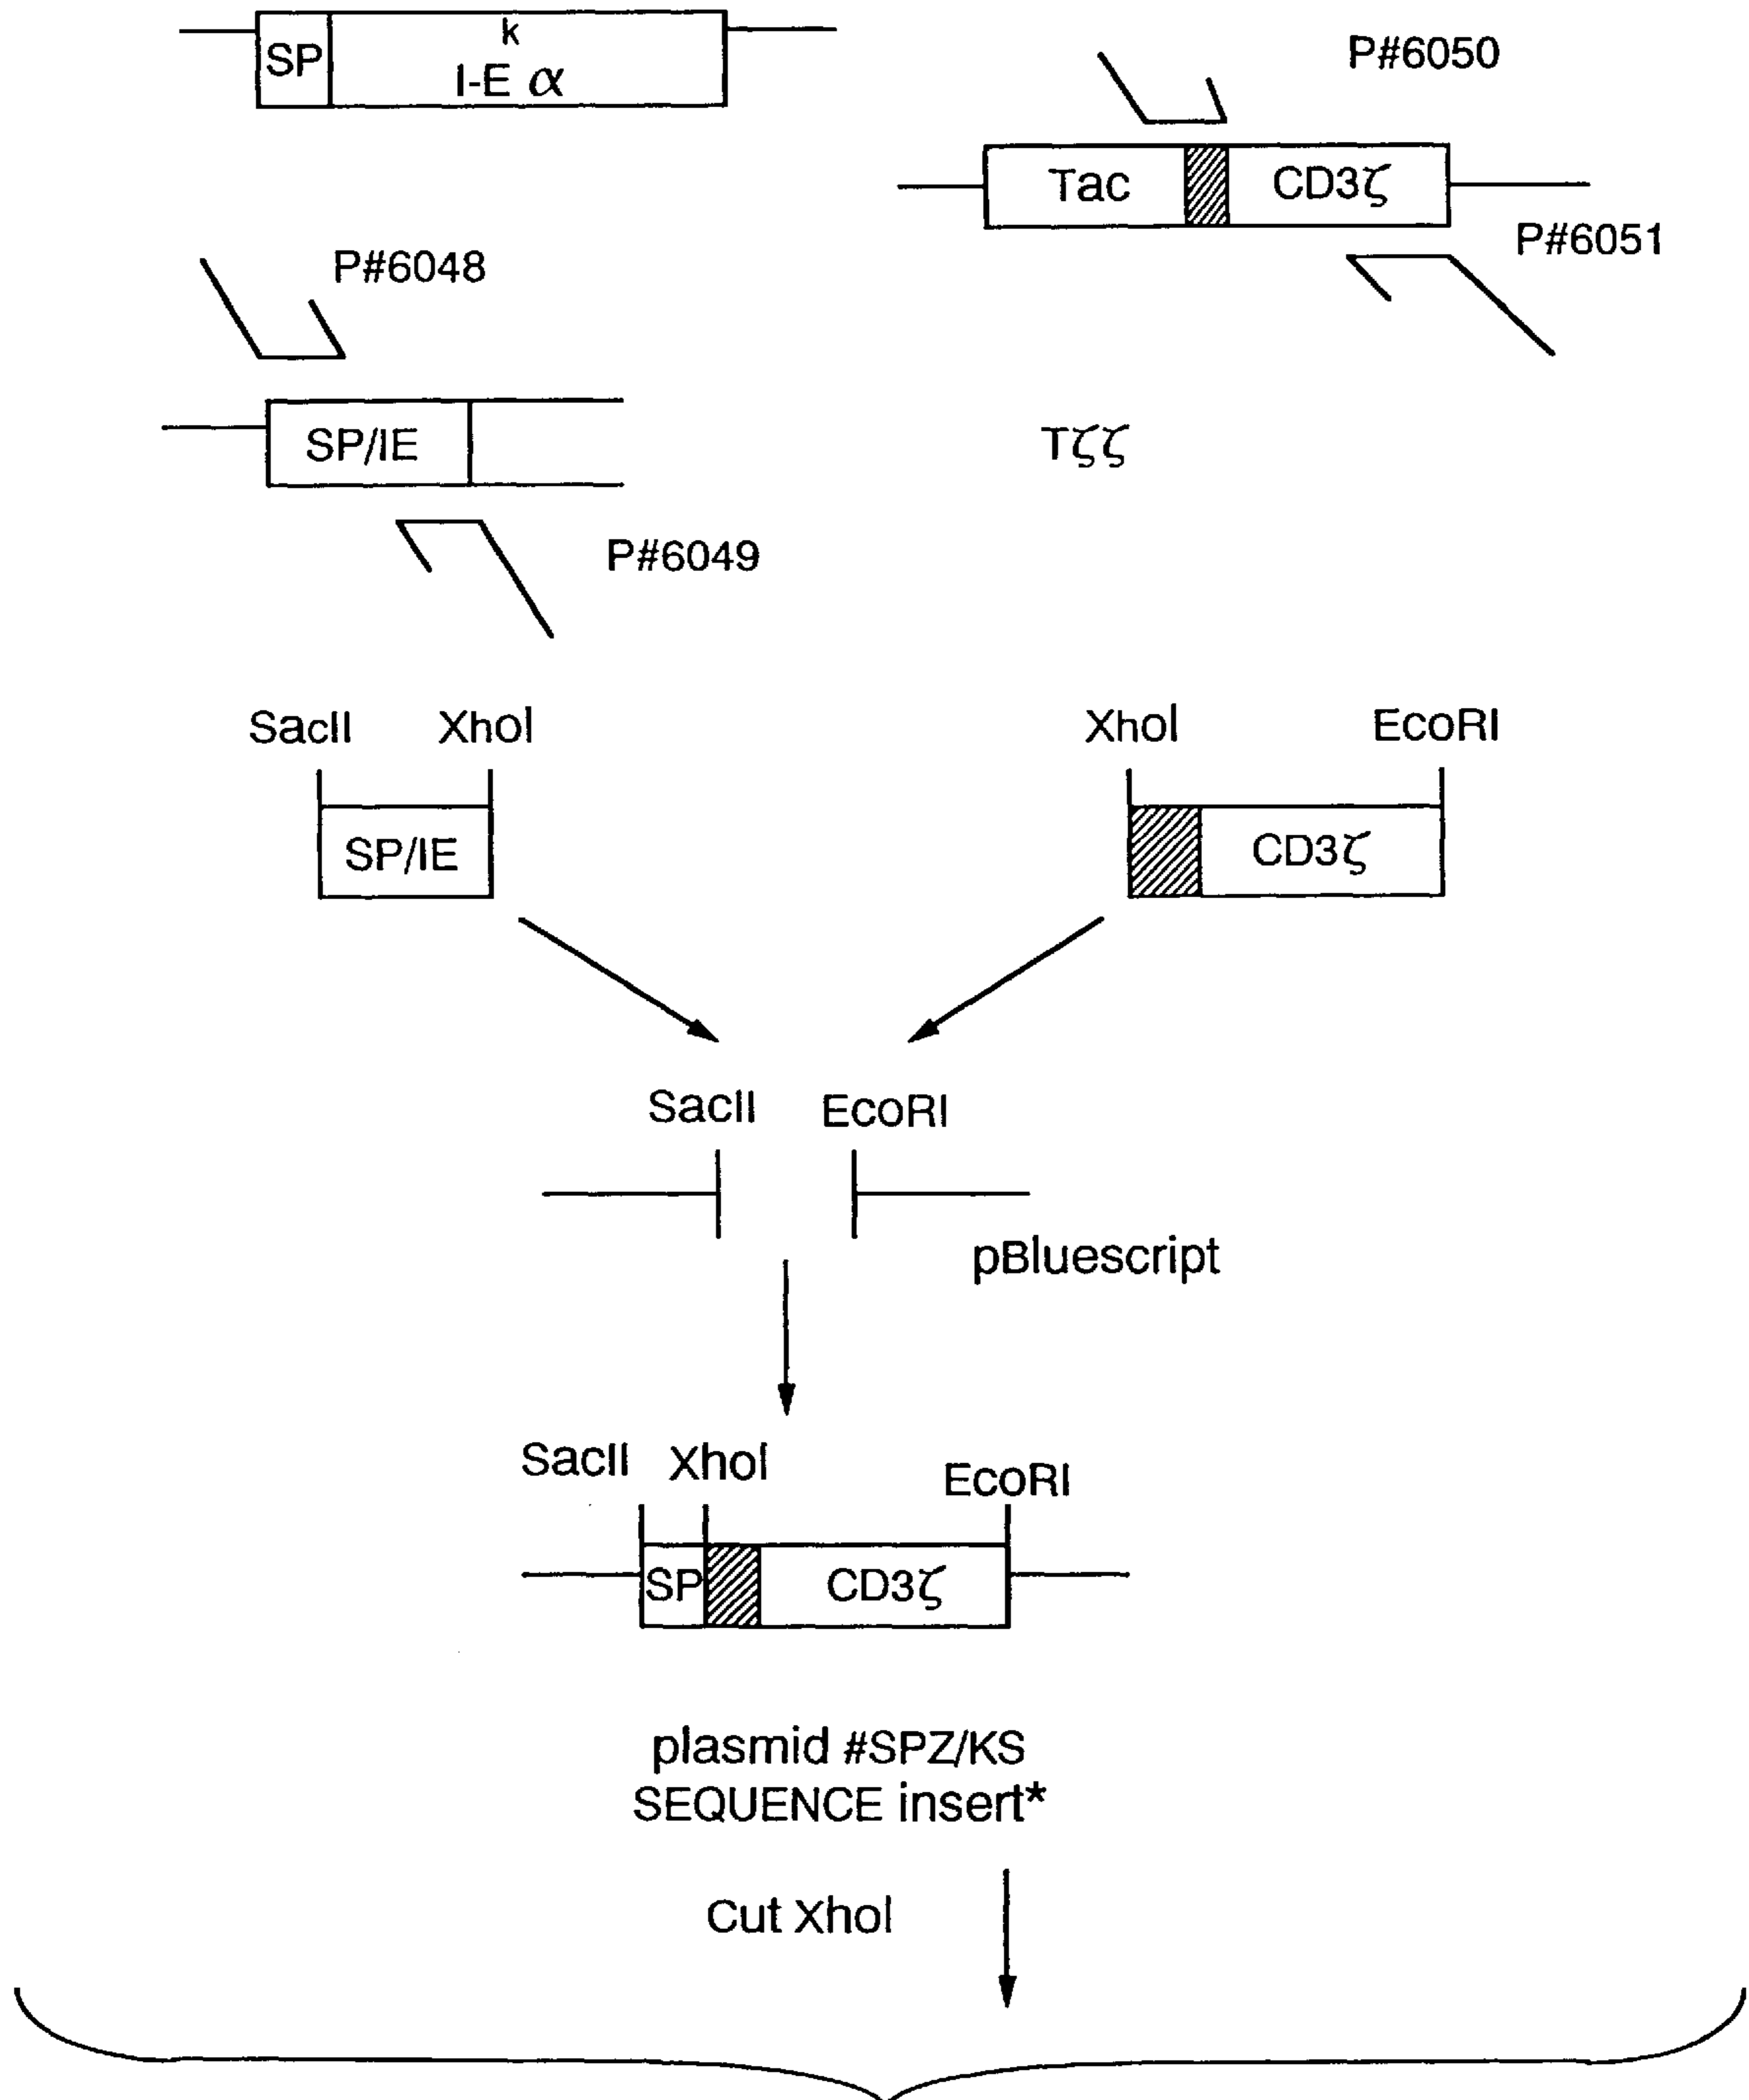 SP
k
I-E α
P#6050
Tac
CD3ζ
P#6051
P#6048
SP/IE
Tζζ
P#6049
SacII XhoI
XhoI EcoRI
SP/IE
CD3ζ
SacII EcoRI
pBluescript
SacII XhoI EcoRI
SP
CD3ζ
plasmid #SPZ/KS
SEQUENCE insert*
Cut XhoI